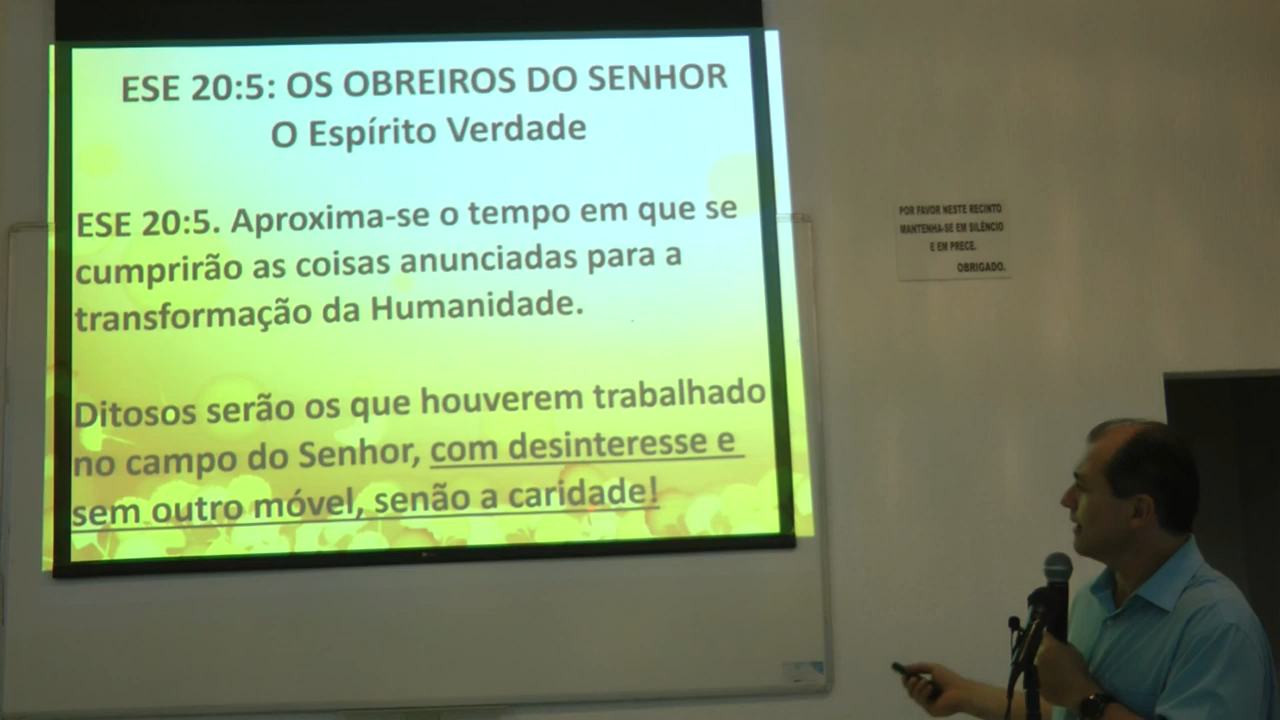 ESE 20:5: OS OBREIROS DO SENHOR
O Espírito Verdade
ESE 20:5. Aproxima-se o tempo em que se
cumprirão as coisas anunciadas para a
transformação da Humanidade.
Ditosos serão os que houverem trabalhado
no campo do Senhor, com desinteresse e
sem outro móvel, senão a caridade!
POR FAVOR NESTE RECINTO
MANTENHA-SE EM SILÊNCIO
E EM PRECE.
OBRIGADO.